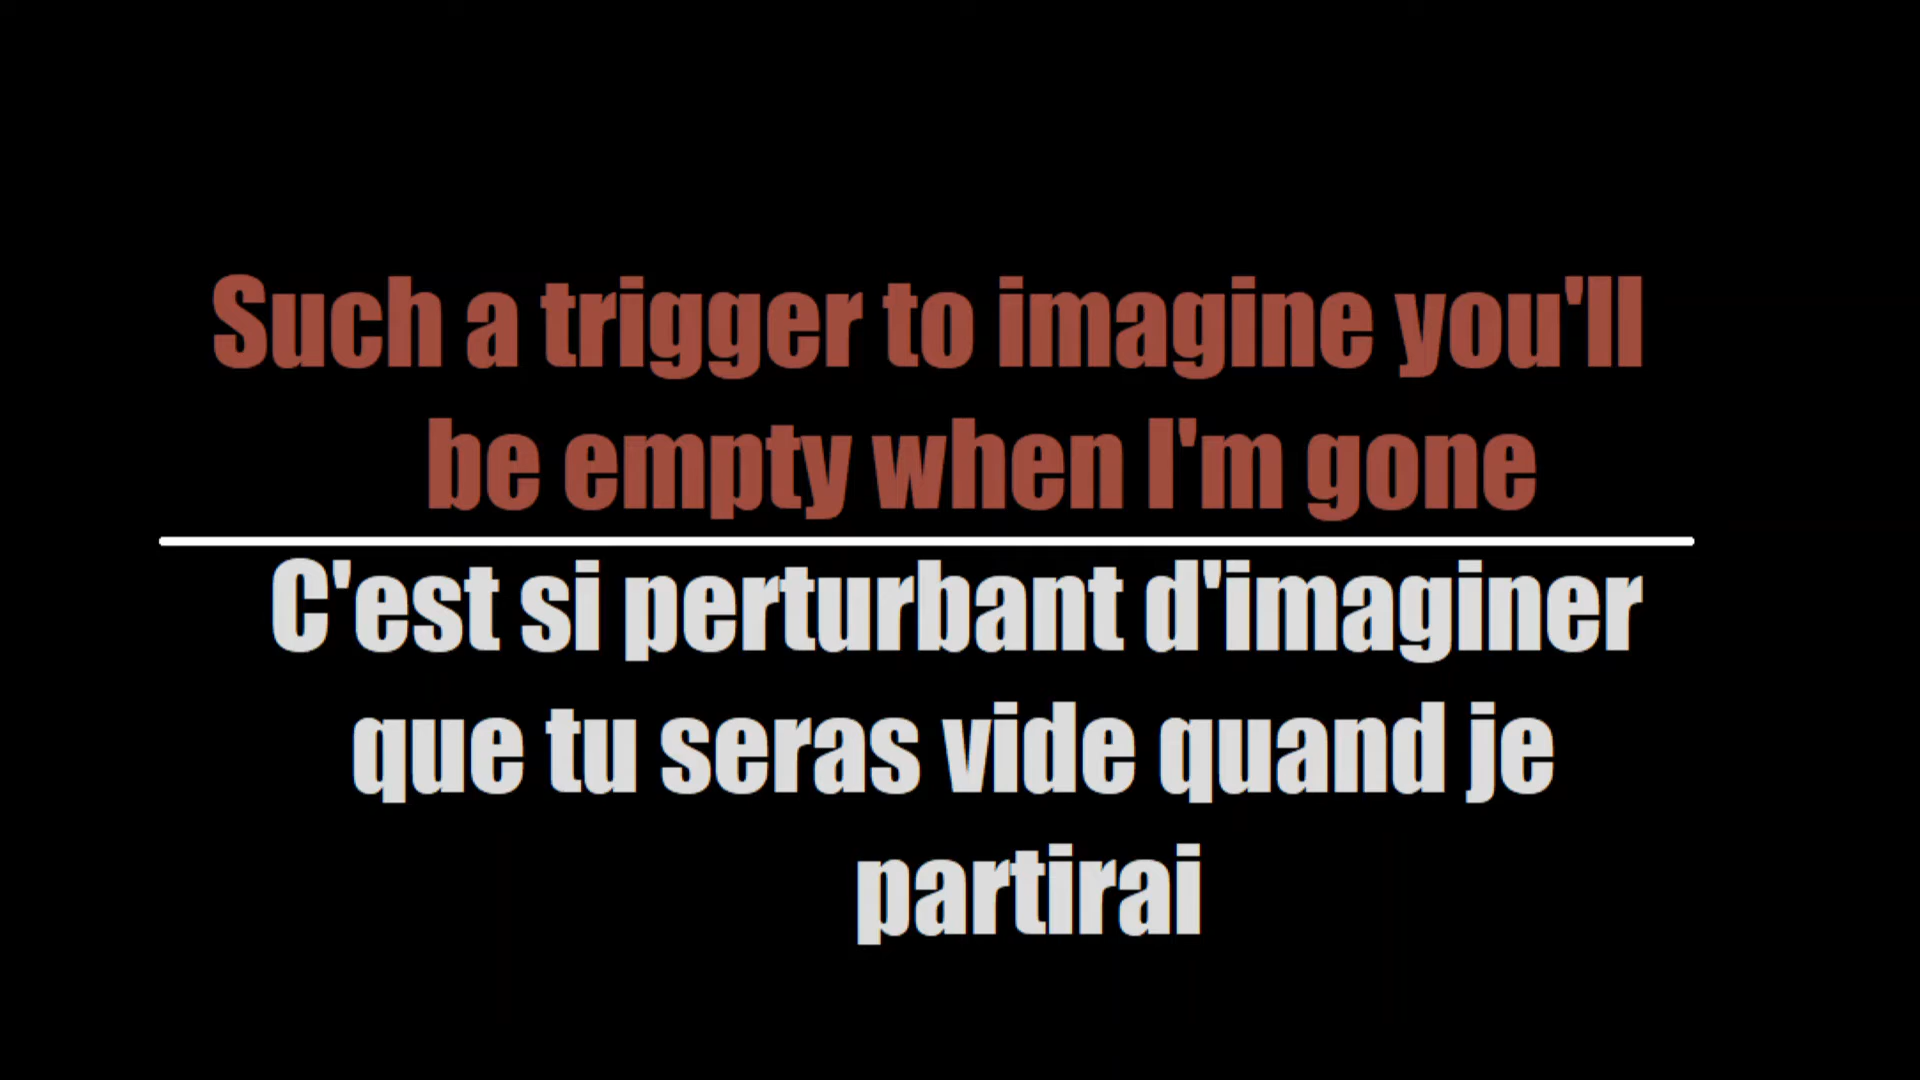 Such a trigger to imagine you'll
be empty when I'm gone
C'est si perturbant d'imaginer
que tu seras vide quand je
partirai